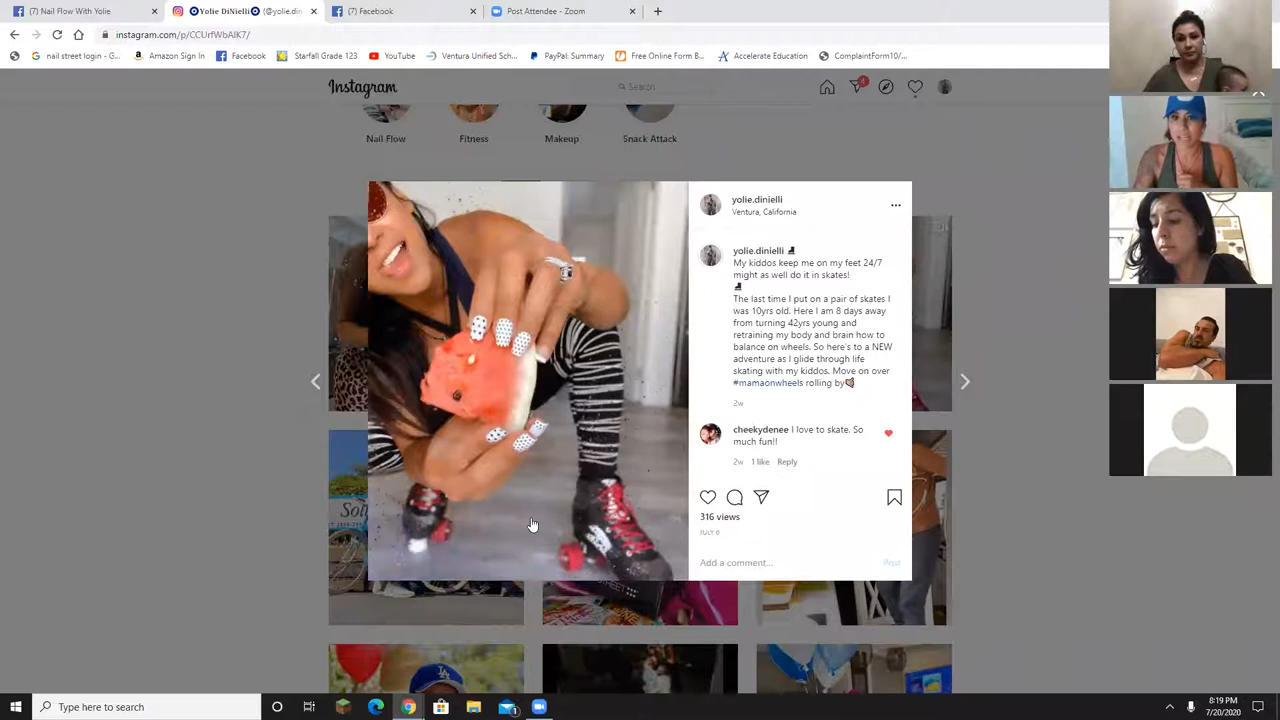 (7) Nail Flow With Yolie
Yolie DiNielli (@yolie.din
(7) Facebook
Post Attendee - Zoom
instagram.com/p/CCUrfWbAlK7/
nail street login - G...
Amazon Sign In
Facebook
Starfall Grade 123
YouTube
Ventura Unified Sch...
PayPal: Summary
Free Online Form B...
Accelerate Education
ComplaintForm10/...
Instagram
Search
4
Nail Flow
Fitness
Makeup
Snack Attack
yolie.dinielli
Ventura, California
yolie.dinielli
My kiddos keep me on my feet 24/7
might as well do it in skates!
The last time I put on a pair of skates I
was 10yrs old. Here I am 8 days away
from turning 42yrs young and
retraining my body and brain how to
balance on wheels. So here's to a NEW
adventure as I glide through life
skating with my kiddos. Move on over
#mamaonwheels rolling by
2w
cheekydenee I love to skate. So
much fun!!
2w 1 like Reply
316 views
JULY 6
Add a comment...
Post
STREET
LA
Type here to search
1
8:19 PM
7/20/2020